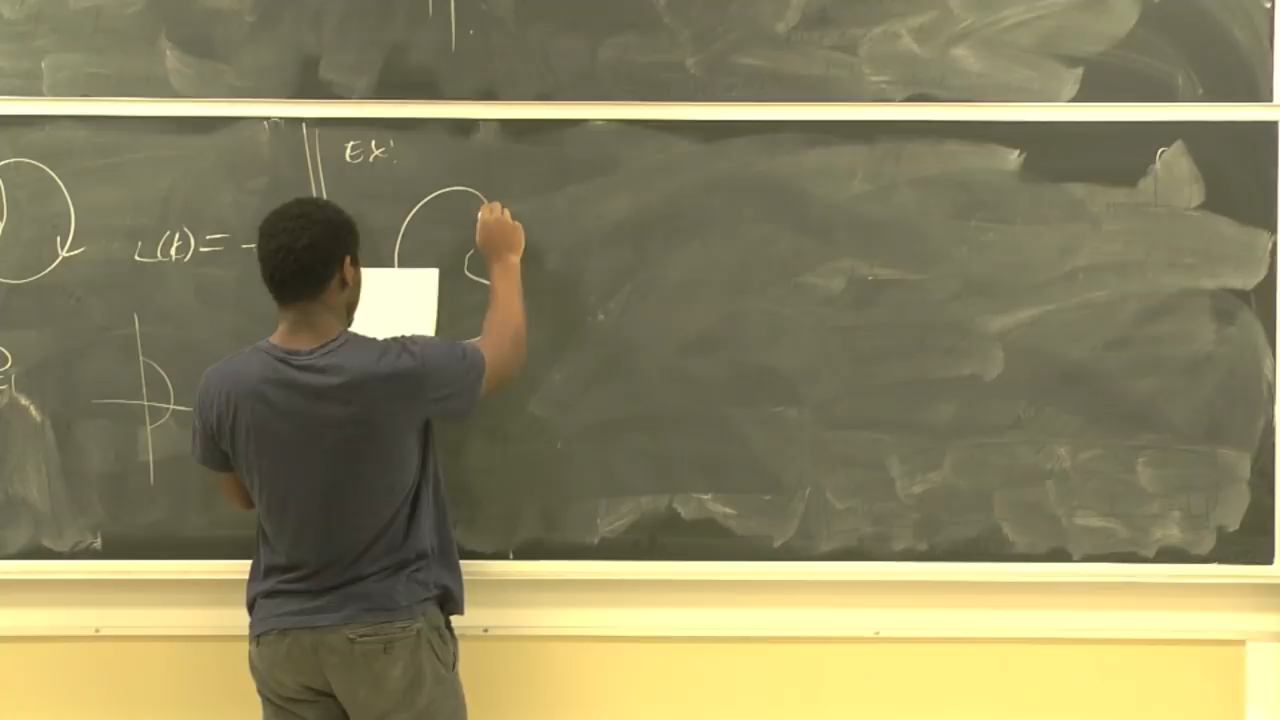 Ex:
L(k) = -